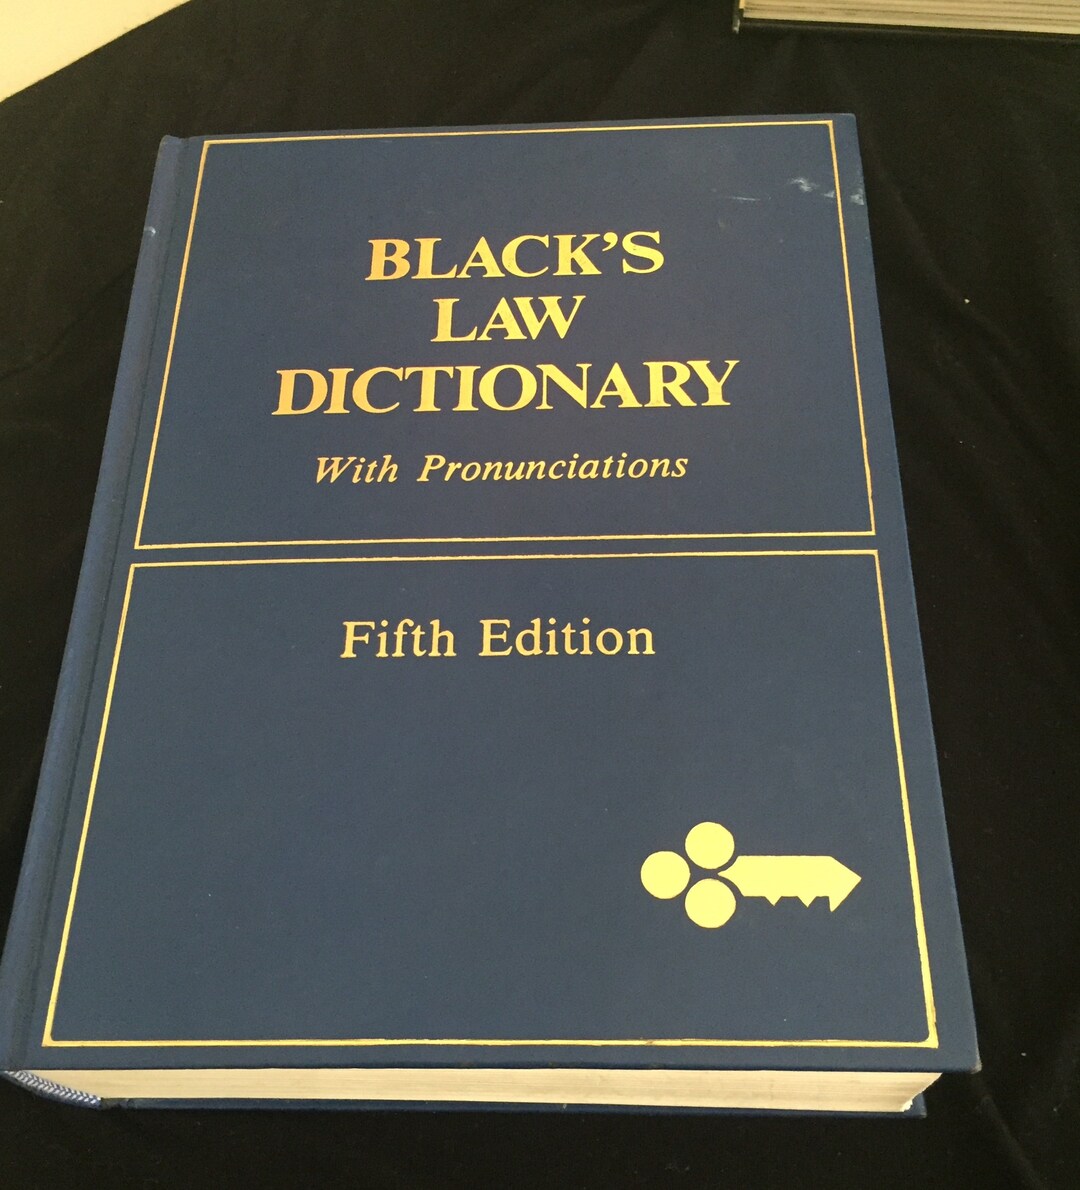 BLACK’S
LAW
DICTIONARY
With Pronunciations
Fifth Edition